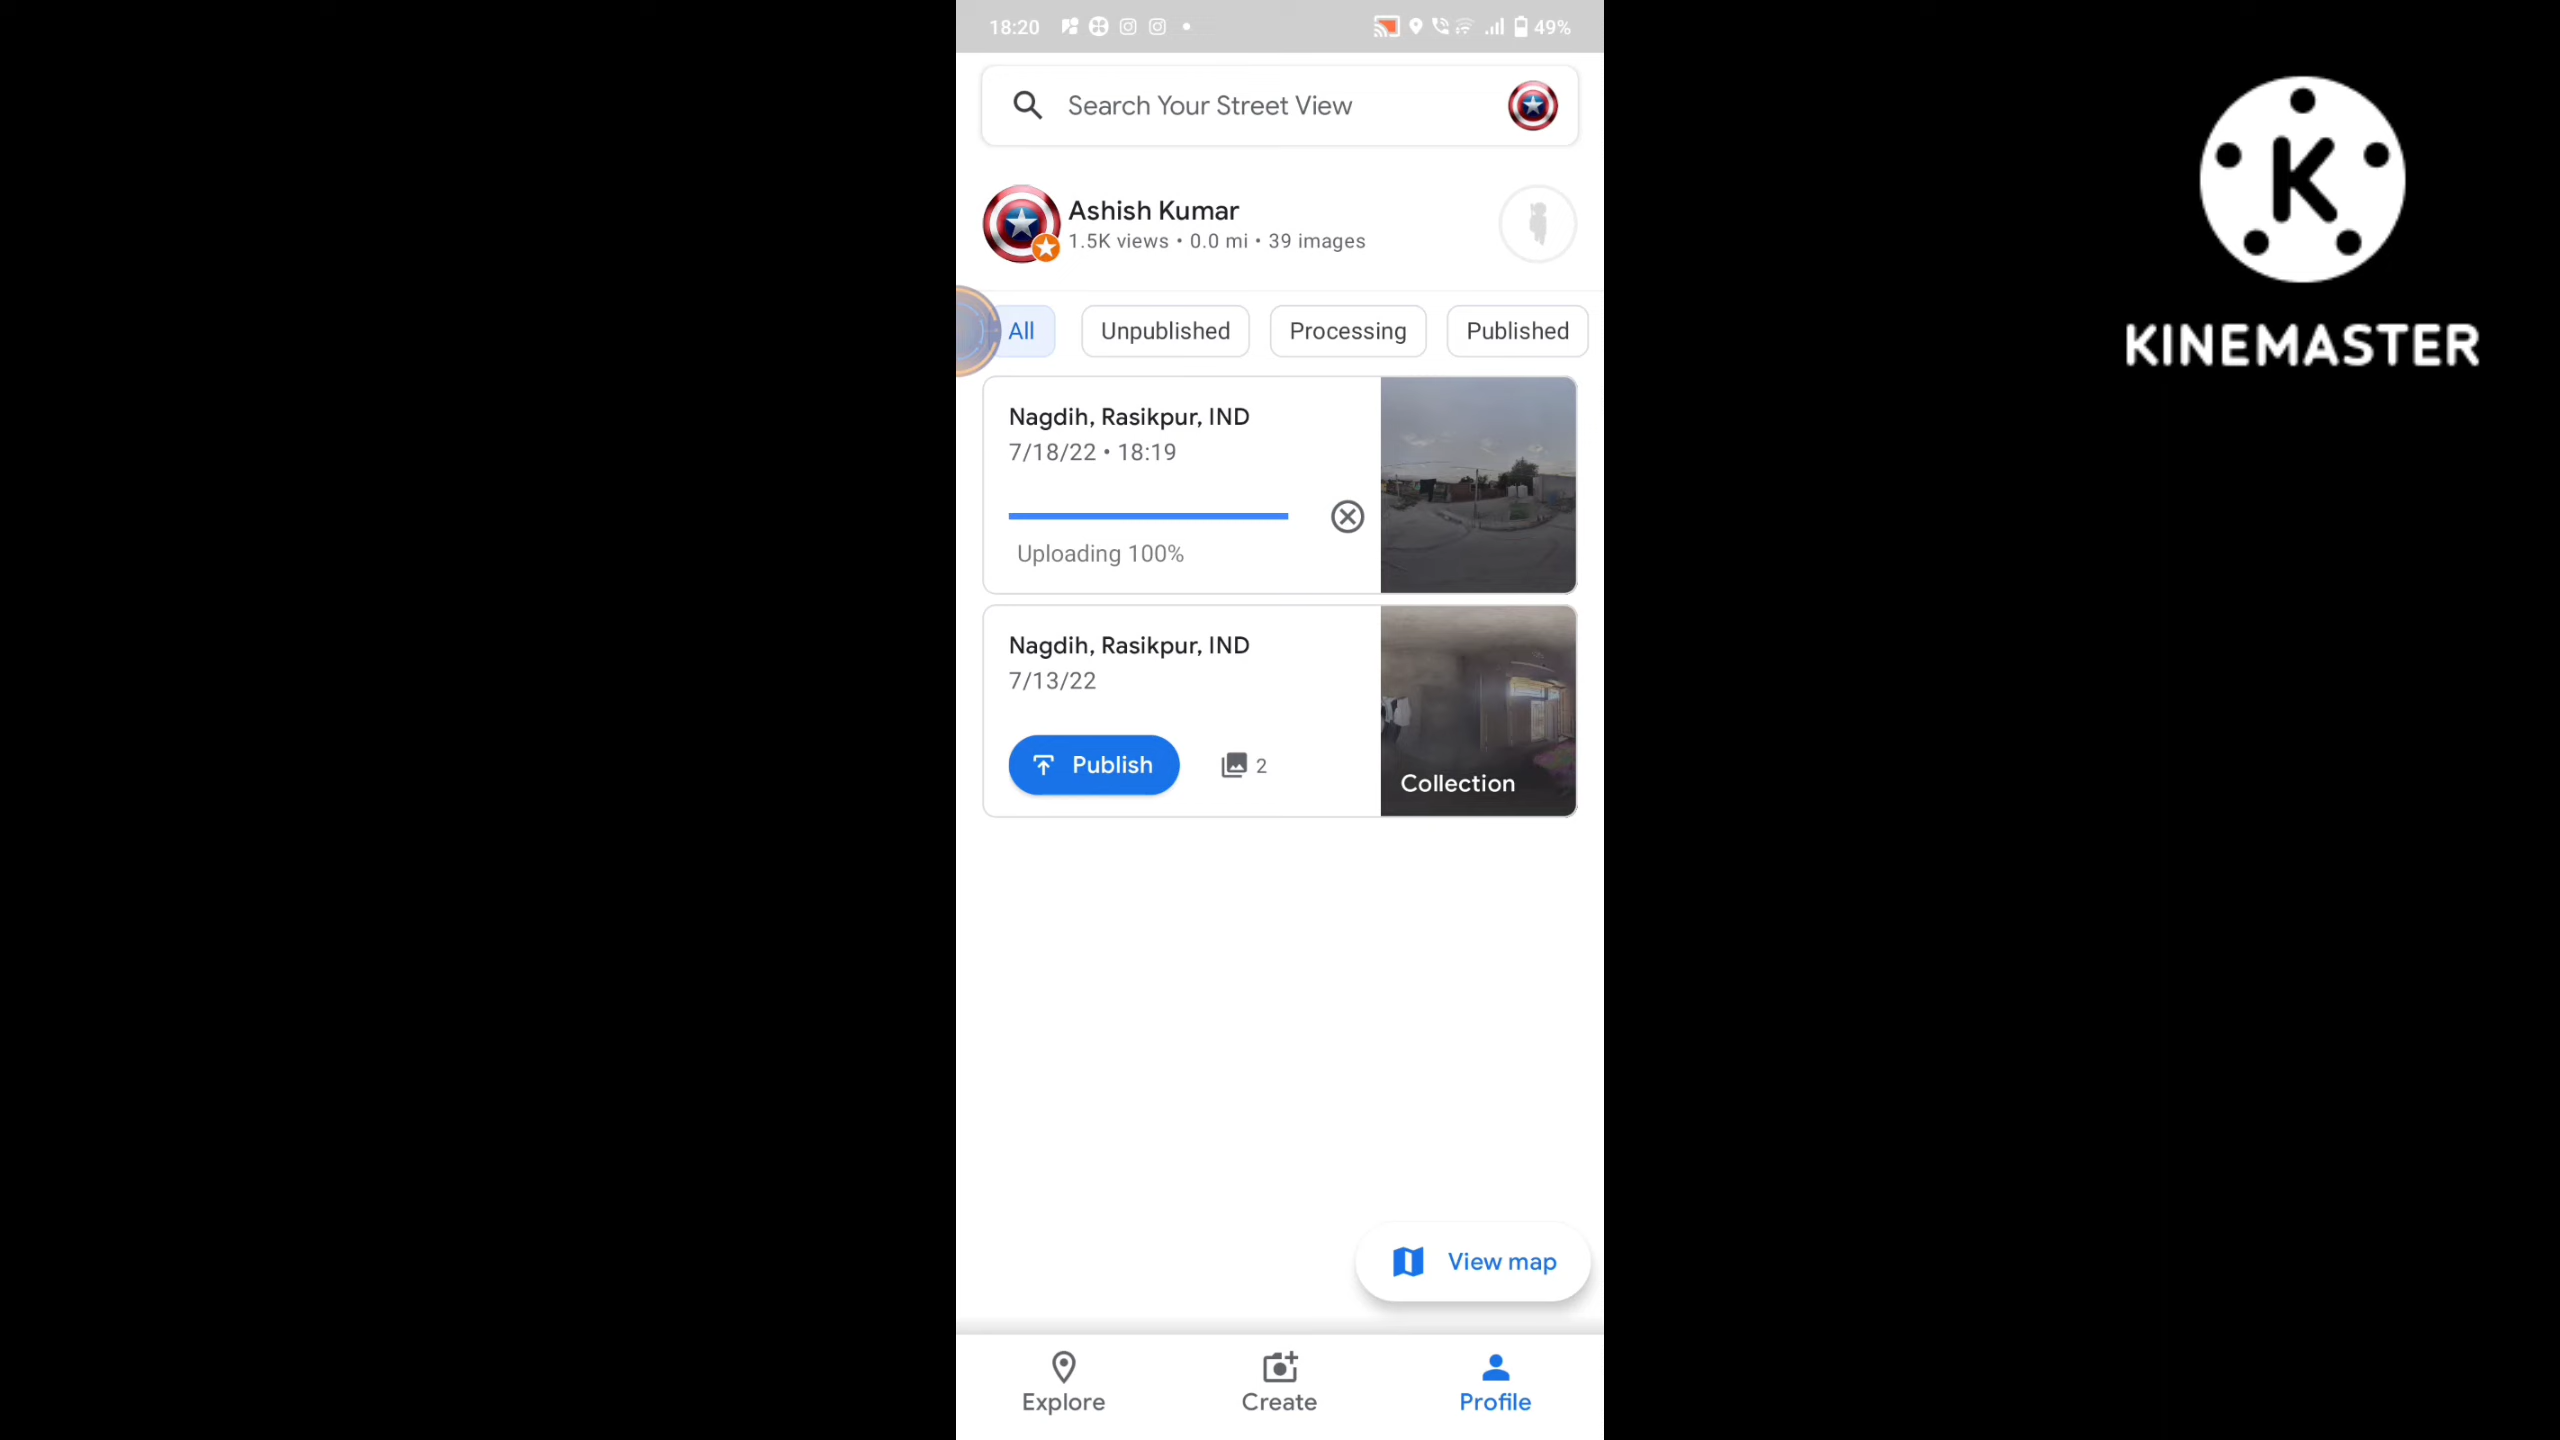 18:20
49%
Search Your Street View
Ashish Kumar
1.5K views • 0.0 mi • 39 images
All
Unpublished
Processing
Published
Nagdih, Rasikpur, IND
7/18/22 • 18:19
Uploading 100%
Nagdih, Rasikpur, IND
7/13/22
Publish
2
Collection
View map
Explore
Create
Profile
K
KINEMASTER